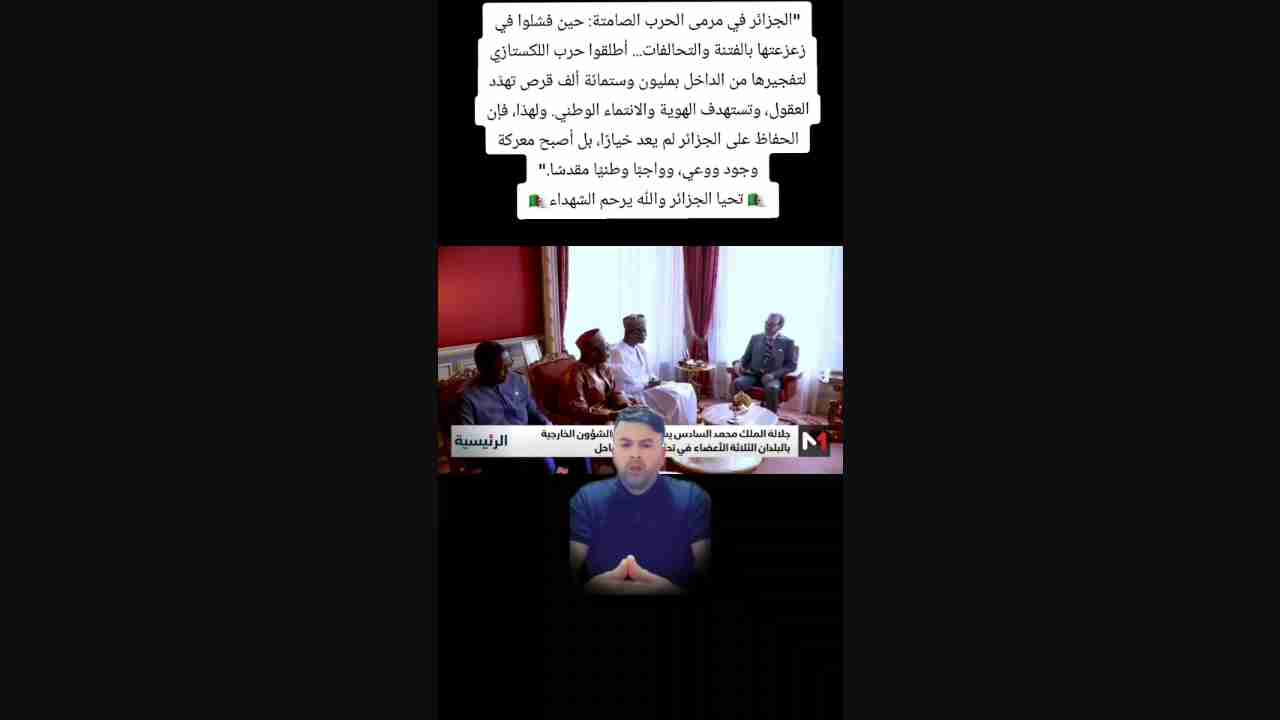 "الجزائر في مرمى الحرب الصامتة: حين فشلوا في
زعزعتها بالفتنة والتحالفات... أطلقوا حرب اللكستازي
لتفجيرها من الداخل بمليون وستمائة ألف قرص تهدّد
العقول، وتستهدف الهوية والانتماء الوطني. ولهذا، فإن
الحفاظ على الجزائر لم يعد خيارًا، بل أصبح معركة
وجود ووعي، وواجبًا وطنيًا مقدسًا."
🇩🇿 تحيا الجزائر والله يرحم الشهداء 🇩🇿
جلالة الملك محمد السادس الشؤون الخارجية
بالبلدان الثلاثة الأعضاء في
الرئيسية
M1